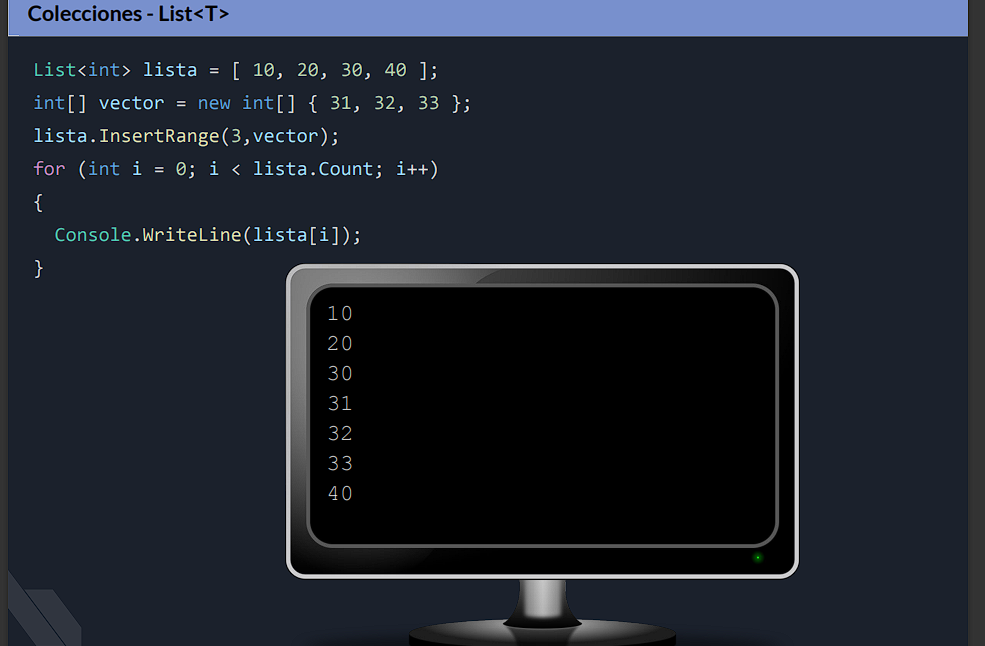 Colecciones - List<T>
List<int> lista = [ 10, 20, 30, 40 ];
int[] vector = new int[] { 31, 32, 33 };
lista.InsertRange(3,vector);
for (int i = 0; i < lista.Count; i++)
{
  Console.WriteLine(lista[i]);
}
10
20
30
31
32
33
40